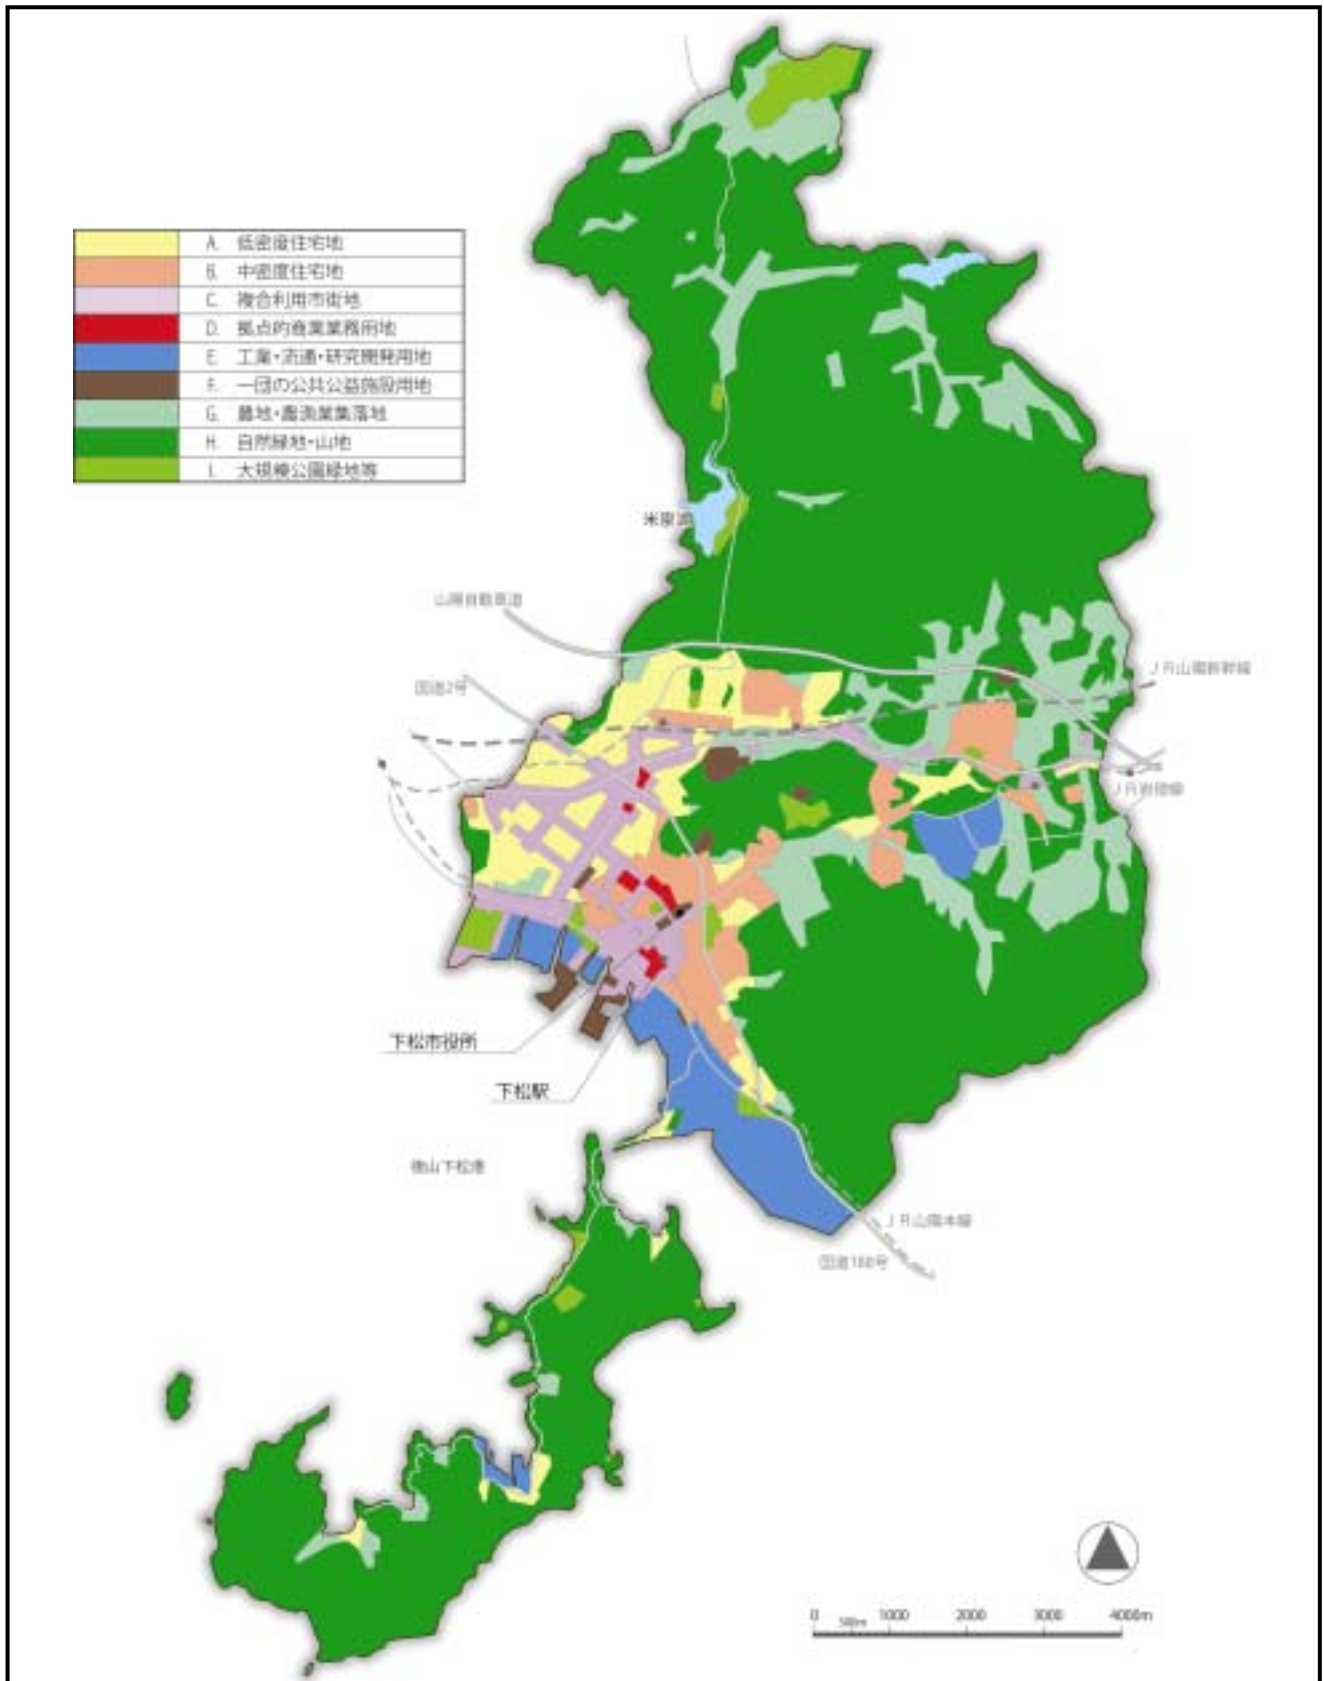 A. 低密度住宅地
B. 中密度住宅地
C. 複合利用市街地
D. 拠点的商業業務用地
E. 工業・流通・研究開発用地
F. 一団の公共公益施設用地
G. 農地・農漁業集落地
H. 自然緑地・山地
I. 大規模公園緑地等
米泉湖
山陽自動車道
国道2号
JR山陽新幹線
JR岩徳線
下松市役所
下松駅
徳山下松港
JR山陽本線
国道188号
0 500m 1000 2000 3000 4000m